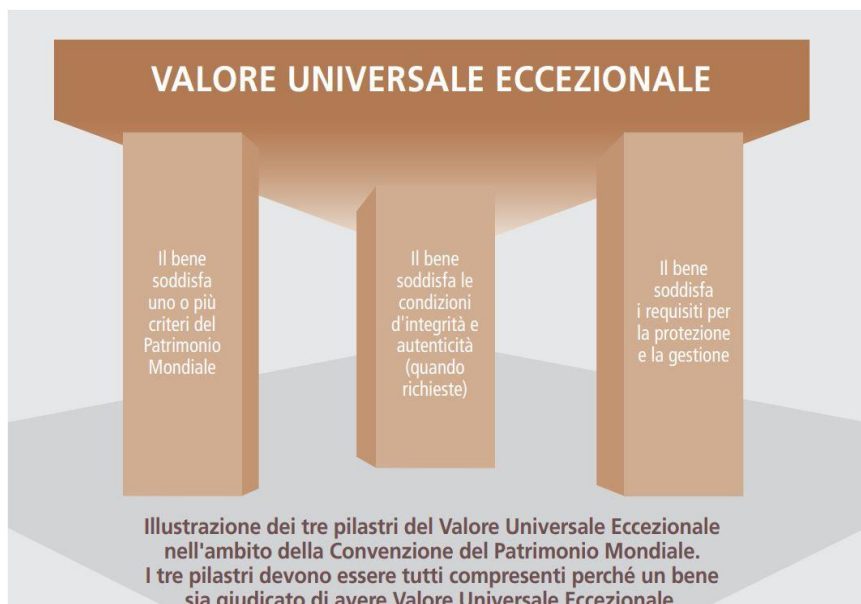 VALORE UNIVERSALE ECCEZIONALE
Il bene
soddisfa
uno o più
criteri del
Patrimonio
Mondiale
Il bene
soddisfa le
condizioni
d'integrità e
autenticità
(quando
richieste)
Il bene
soddisfa
i requisiti per
la protezione
e la gestione
Illustrazione dei tre pilastri del Valore Universale Eccezionale
nell'ambito della Convenzione del Patrimonio Mondiale.
I tre pilastri devono essere tutti compresenti perché un bene
sia giudicato di avere Valore Universale Eccezionale